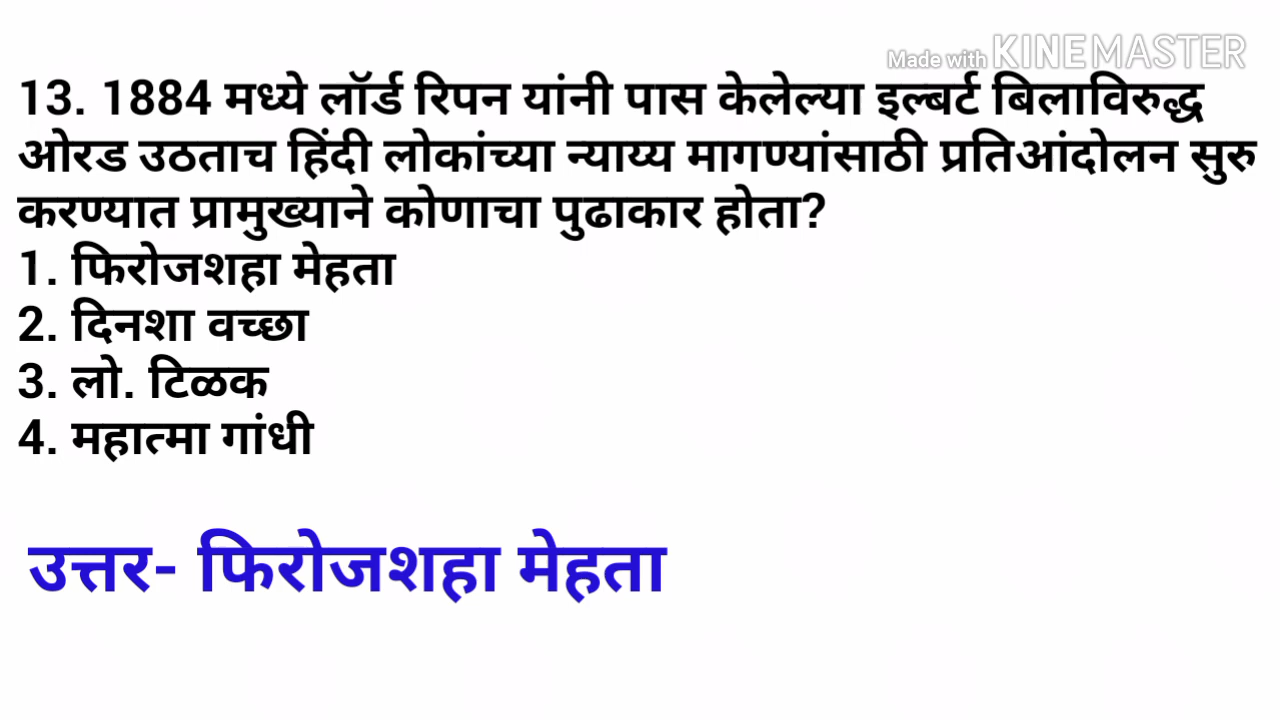 Made with KINEMASTER
13. 1884 मध्ये लॉर्ड रिपन यांनी पास केलेल्या इल्बर्ट बिलाविरुद्ध
ओरड उठताच हिंदी लोकांच्या न्याय्य मागण्यांसाठी प्रतिआंदोलन सुरु
करण्यात प्रामुख्याने कोणाचा पुढाकार होता?
1. फिरोजशहा मेहता
2. दिनशा वच्छा
3. लो. टिळक
4. महात्मा गांधी
उत्तर- फिरोजशहा मेहता